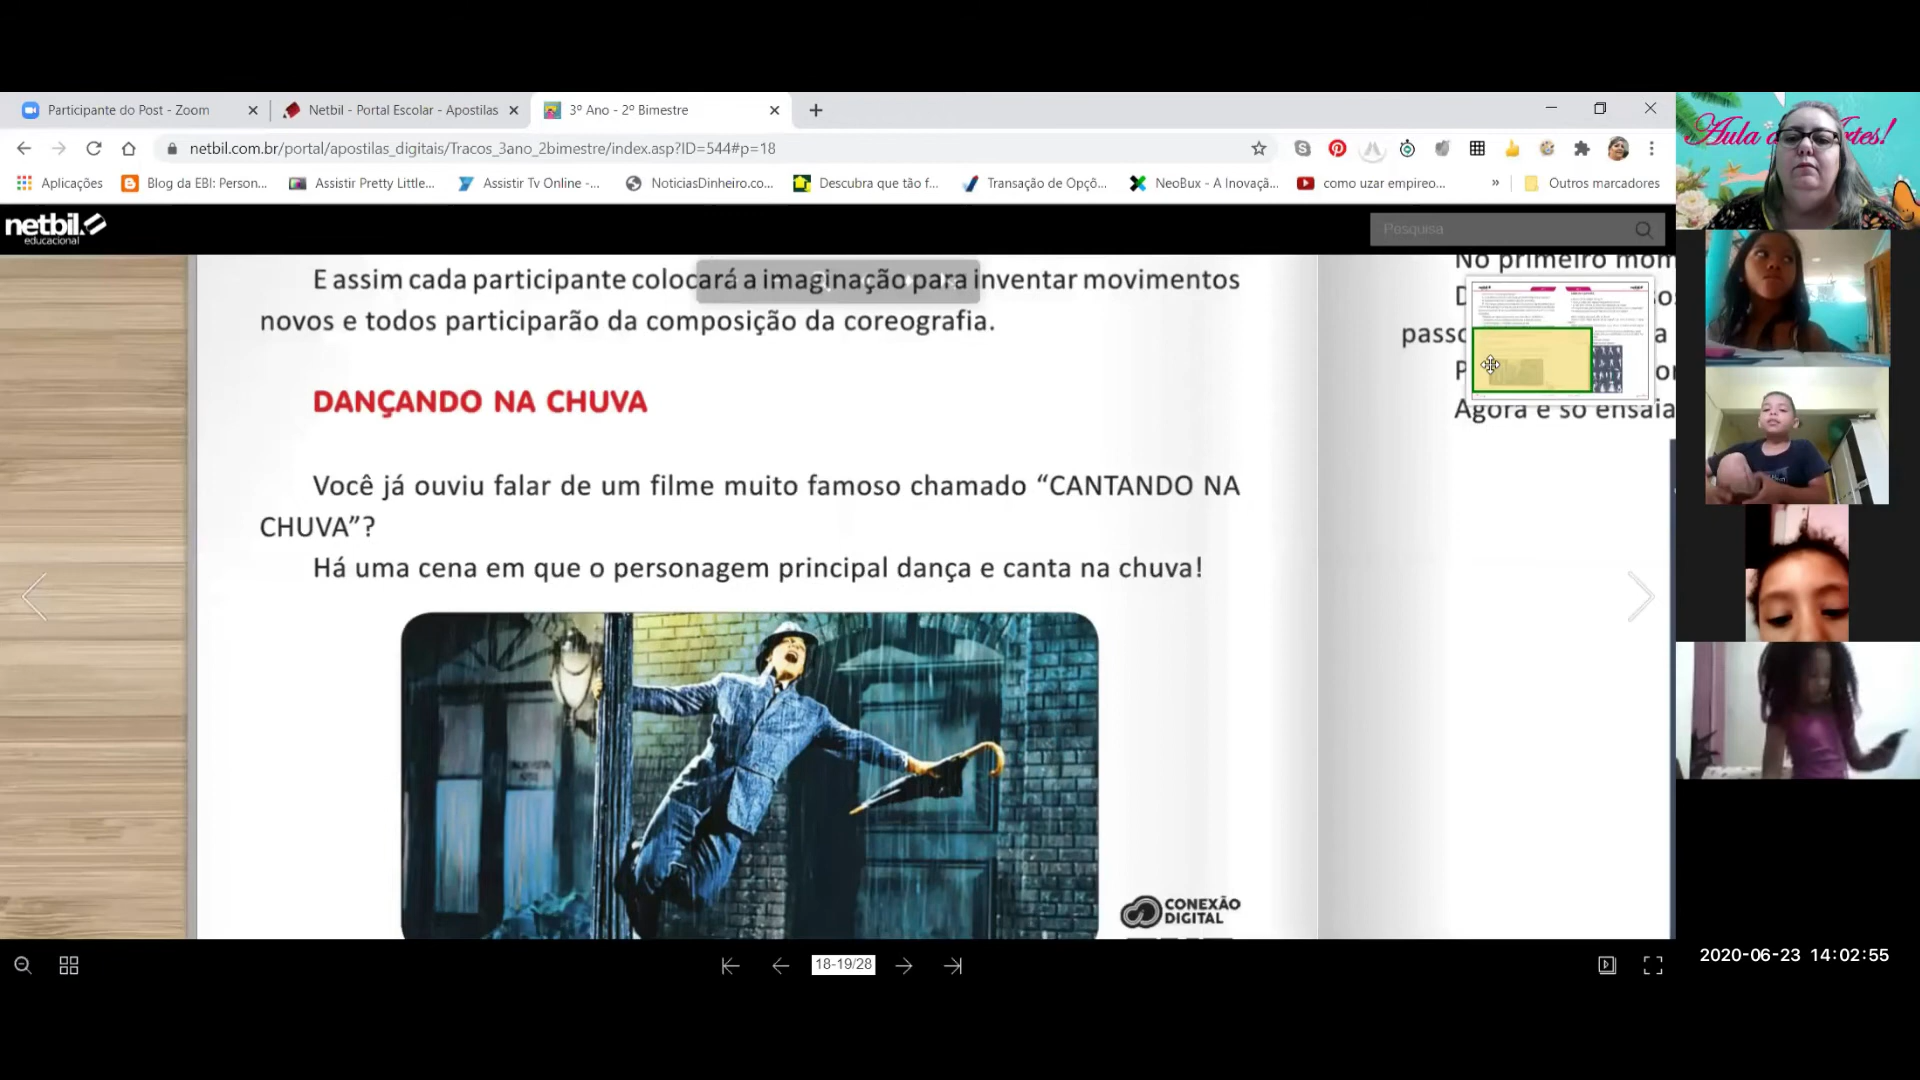 Participante do Post - Zoom
Netbil - Portal Escolar - Apostilas
3º Ano - 2º Bimestre
netbil.com.br/portal/apostilas_digitais/Tracos_3ano_2bimestre/index.asp?ID=544#p=18
Aplicações
Blog da EBI: Person...
Assistir Pretty Little...
Assistir Tv Online -...
NoticiasDinheiro.co...
Descubra que tão f...
Transação de Opçõ...
NeoBux - A Inovaçã...
como uzar empireo...
»
Outros marcadores
netbil
educacional
Pesquisa
E assim cada participante colocará a imaginação para inventar movimentos
novos e todos participarão da composição da coreografia.
DANÇANDO NA CHUVA
Você já ouviu falar de um filme muito famoso chamado “CANTANDO NA
CHUVA”?
Há uma cena em que o personagem principal dança e canta na chuva!
CONEXÃO
DIGITAL
No primeiro mom
passo
Agora é só ensaia
18-19/28
Aula
2020-06-23 14:02:55